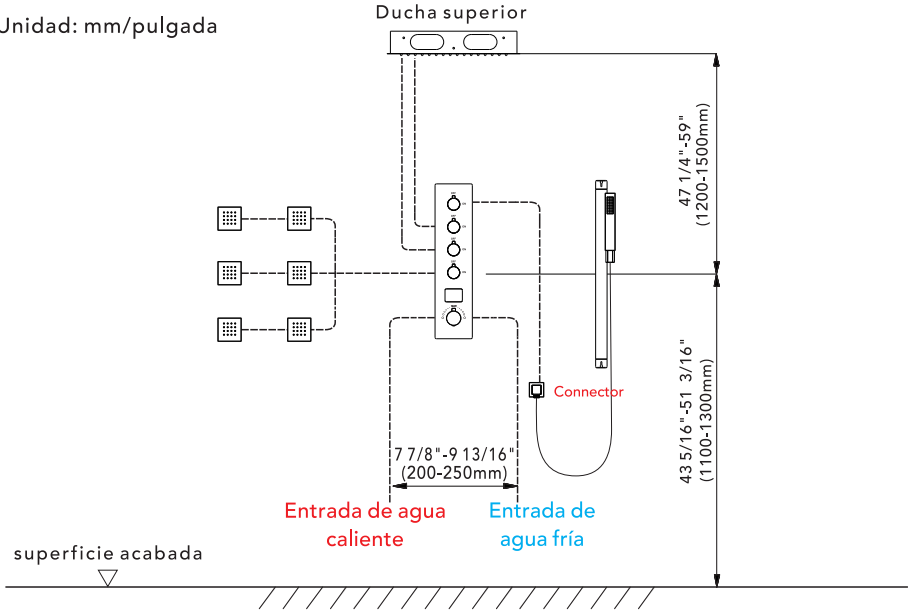 Unidad: mm/pulgada
Ducha superior
47 1/4"-59"
(1200-1500mm)
Connector
43 5/16"-51 3/16"
(1100-1300mm)
7 7/8"-9 13/16"
(200-250mm)
Entrada de agua
caliente
Entrada de
agua fría
superficie acabada